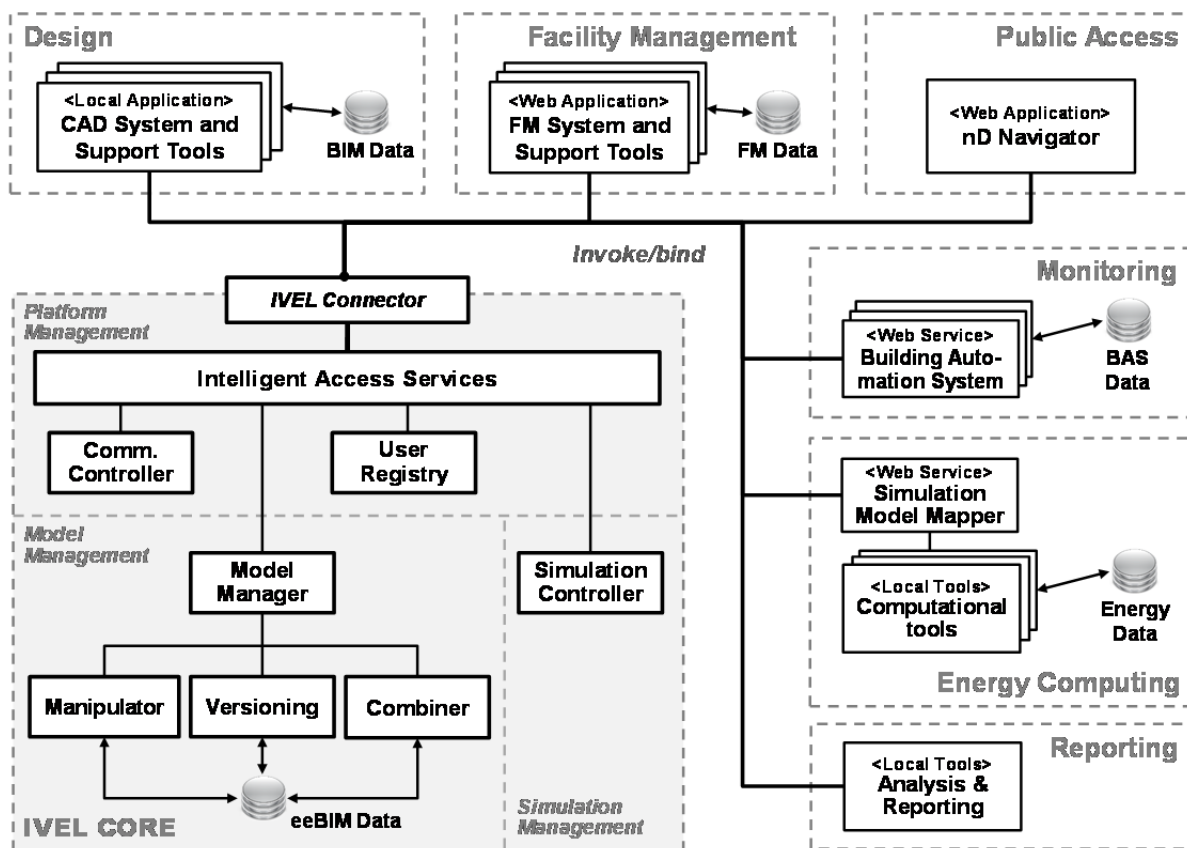 Design
<Local Application>
CAD System and
Support Tools
BIM Data
Facility Management
<Web Application>
FM System and
Support Tools
FM Data
Public Access
<Web Application>
nD Navigator
Invoke/bind
IVEL Connector
Platform
Management
Intelligent Access Services
Comm.
Controller
User
Registry
Model
Management
Model
Manager
Simulation
Controller
Manipulator
Versioning
Combiner
eeBIM Data
IVEL CORE
Simulation
Management
Monitoring
<Web Service>
Building Auto-
mation System
BAS
Data
<Web Service>
Simulation
Model Mapper
<Local Tools>
Computational
tools
Energy
Data
Energy Computing
Reporting
<Local Tools>
Analysis &
Reporting